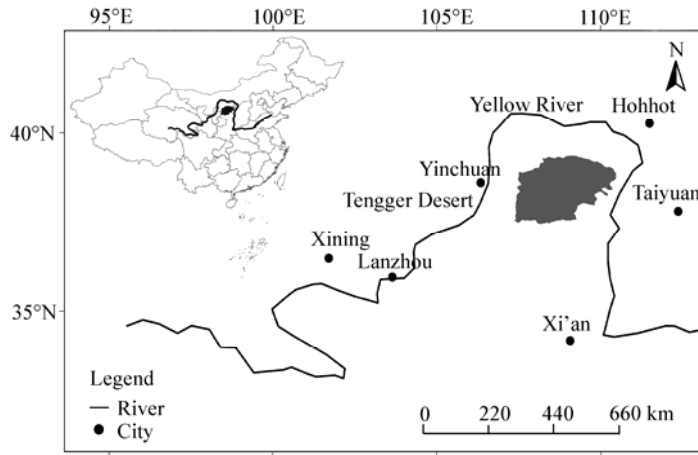 95°E 100°E 105°E 110°E
N
Yellow River
Hohhot
40°N
Yinchuan
Tengger Desert
Taiyuan
Xining
Lanzhou
35°N
Xi'an
Legend
River
City
0 220 440 660 km